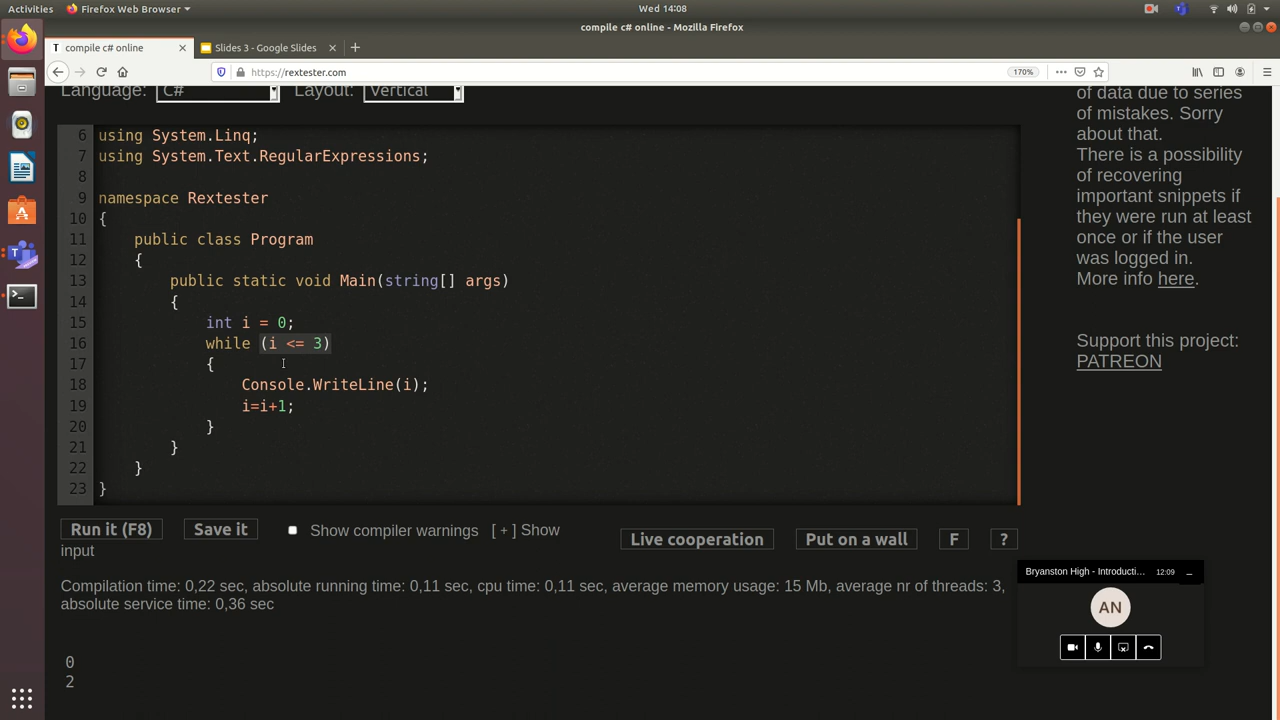 Activities Firefox Web Browser Wed 14:08
compile c# online - Mozilla Firefox
T compile c# online Slides 3 - Google Slides
https://rextester.com 170%
Language: C# Layout: Vertical
6 using System.Linq;
7 using System.Text.RegularExpressions;
8
9 namespace Rextester
10 {
11 public class Program
12 {
13 public static void Main(string[] args)
14 {
15 int i = 0;
16 while (i <= 3)
17 {
18 Console.WriteLine(i);
19 i=i+1;
20 }
21 }
22 }
23 }
Run it (F8) Save it Show compiler warnings [ + ] Show
input
Live cooperation Put on a wall F ?
Compilation time: 0,22 sec, absolute running time: 0,11 sec, cpu time: 0,11 sec, average memory usage: 15 Mb, average nr of threads: 3,
absolute service time: 0,36 sec
0
2
of data due to series
of mistakes. Sorry
about that.
There is a possibility
of recovering
important snippets if
they were run at least
once or if the user
was logged in.
More info here.
Support this project:
PATREON
Bryanston High - Introducti... 12:09
AN